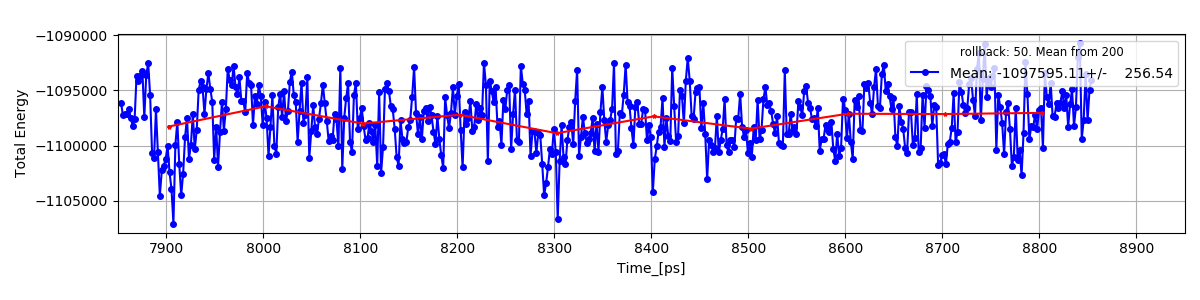 −1090000
−1095000
−1100000
−1105000
Total Energy
rollback: 50. Mean from 200
Mean: -1097595.11+/- 256.54
7900 8000 8100 8200 8300 8400 8500 8600 8700 8800 8900
Time_[ps]